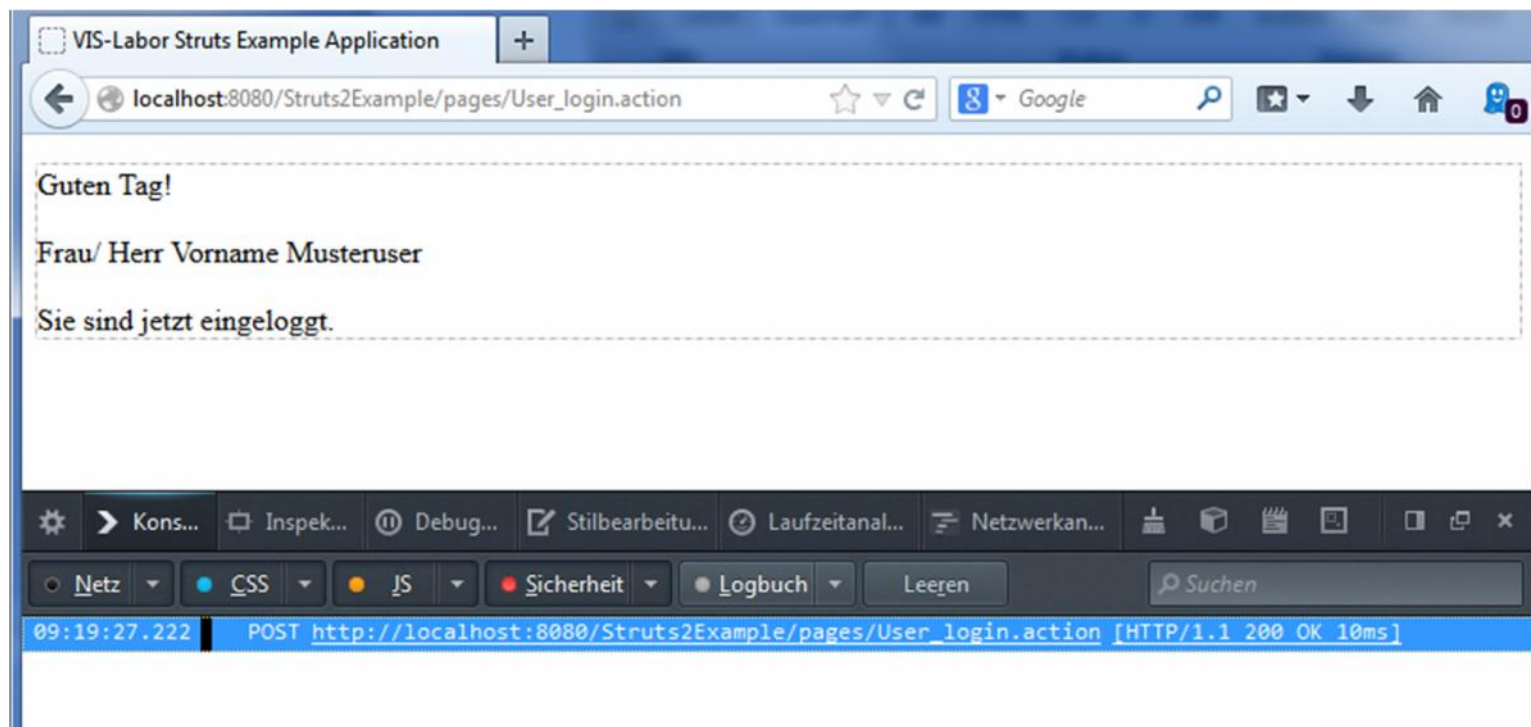 VIS-Labor Struts Example Application +
localhost:8080/Struts2Example/pages/User_login.action 8 Google 0
Guten Tag!
Frau/ Herr Vorname Musteruser
Sie sind jetzt eingeloggt.
Kons... Inspek... Debug... Stilbearbeitu... Laufzeitanal... Netzwerkan...
Netz CSS JS Sicherheit Logbuch Leeren Suchen
09:19:27.222 POST http://localhost:8080/Struts2Example/pages/User_login.action [HTTP/1.1 200 OK 10ms]